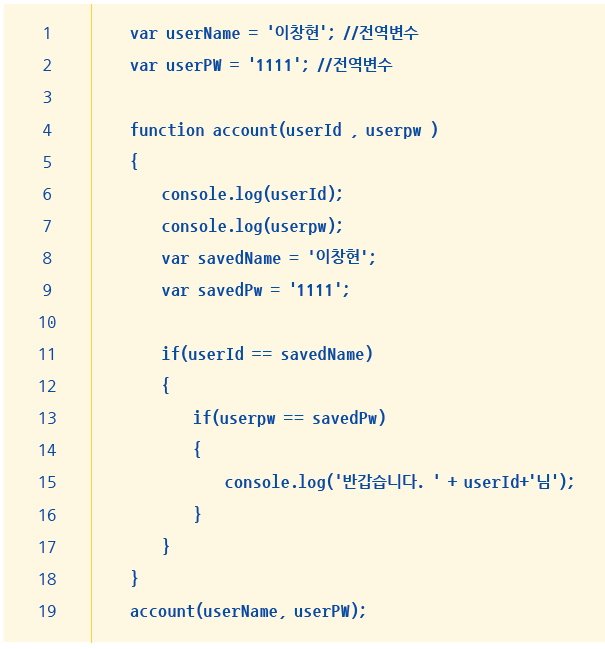 1 var userName = '이창현'; //전역변수
2 var userPW = '1111'; //전역변수
3
4 function account(userId , userpw )
5 {
6 console.log(userId);
7 console.log(userpw);
8 var savedName = '이창현';
9 var savedPw = '1111';
10
11 if(userId == savedName)
12 {
13 if(userpw == savedPw)
14 {
15 console.log('반갑습니다. ' + userId+'님');
16 }
17 }
18 }
19 account(userName, userPW);